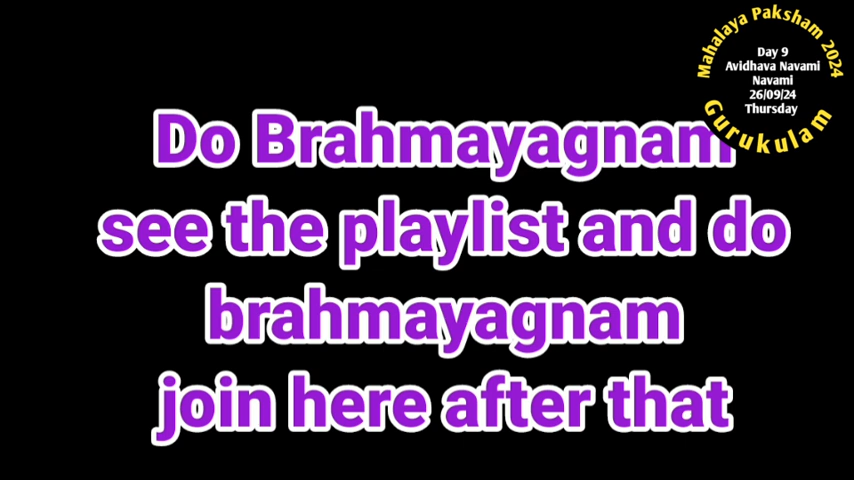 Mahalaya Paksham 2024
Day 9
Avidhava Navami
Navami
26/09/24
Thursday
Gurukulam
Do Brahmayagnam
see the playlist and do
brahmayagnam
join here after that